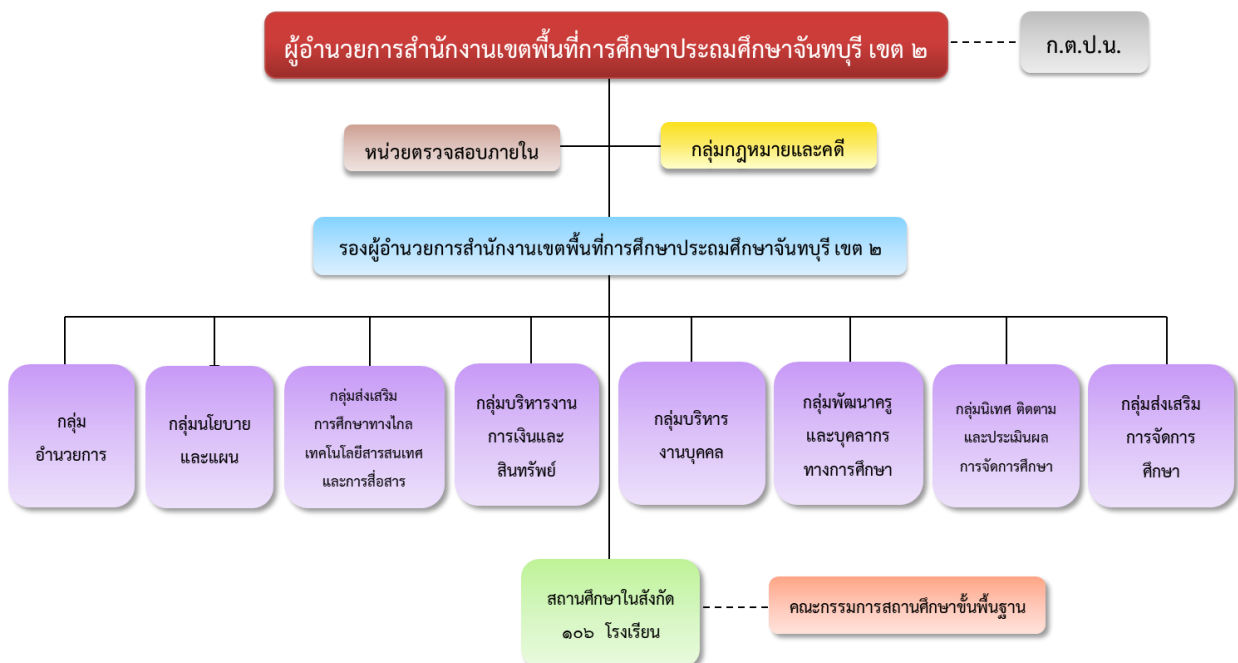 ผู้อำนวยการสำนักงานเขตพื้นที่การศึกษาประถมศึกษาจันทบุรี เขต ๒
ก.ต.ป.น.
หน่วยตรวจสอบภายใน
กลุ่มกฎหมายและคดี
รองผู้อำนวยการสำนักงานเขตพื้นที่การศึกษาประถมศึกษาจันทบุรี เขต ๒
กลุ่ม
อำนวยการ
กลุ่มนโยบาย
และแผน
กลุ่มส่งเสริม
การศึกษาทางไกล
เทคโนโลยีสารสนเทศ
และการสื่อสาร
กลุ่มบริหารงาน
การเงินและ
สินทรัพย์
กลุ่มบริหาร
งานบุคคล
กลุ่มพัฒนาครู
และบุคลากร
ทางการศึกษา
กลุ่มนิเทศ ติดตาม
และประเมินผล
การจัดการศึกษา
กลุ่มส่งเสริม
การจัดการ
ศึกษา
สถานศึกษาในสังกัด
๑๐๖ โรงเรียน
คณะกรรมการสถานศึกษาขั้นพื้นฐาน